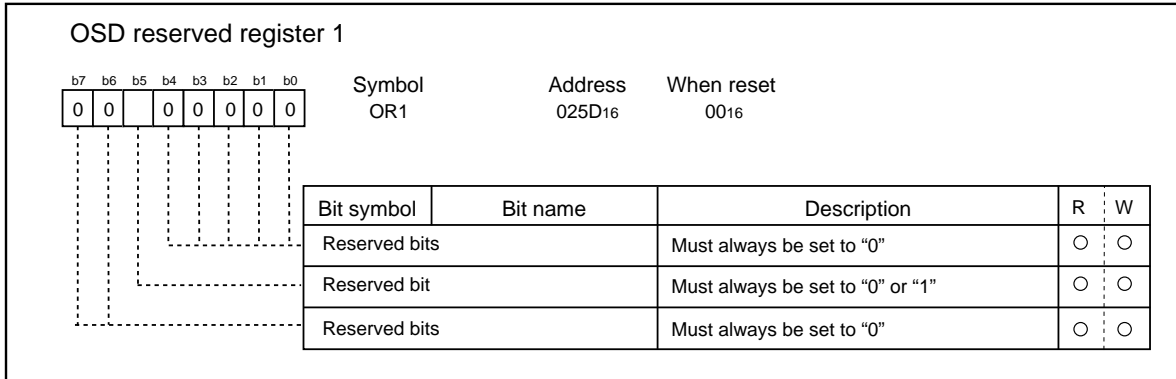 OSD reserved register 1
b7 b6 b5 b4 b3 b2 b1 b0
0 0 0 0 0 0 0
Symbol Address When reset
OR1 025D16 0016
Bit symbol Bit name Description R W
Reserved bits Must always be set to “0” ○ ○
Reserved bit Must always be set to “0” or “1” ○ ○
Reserved bits Must always be set to “0” ○ ○